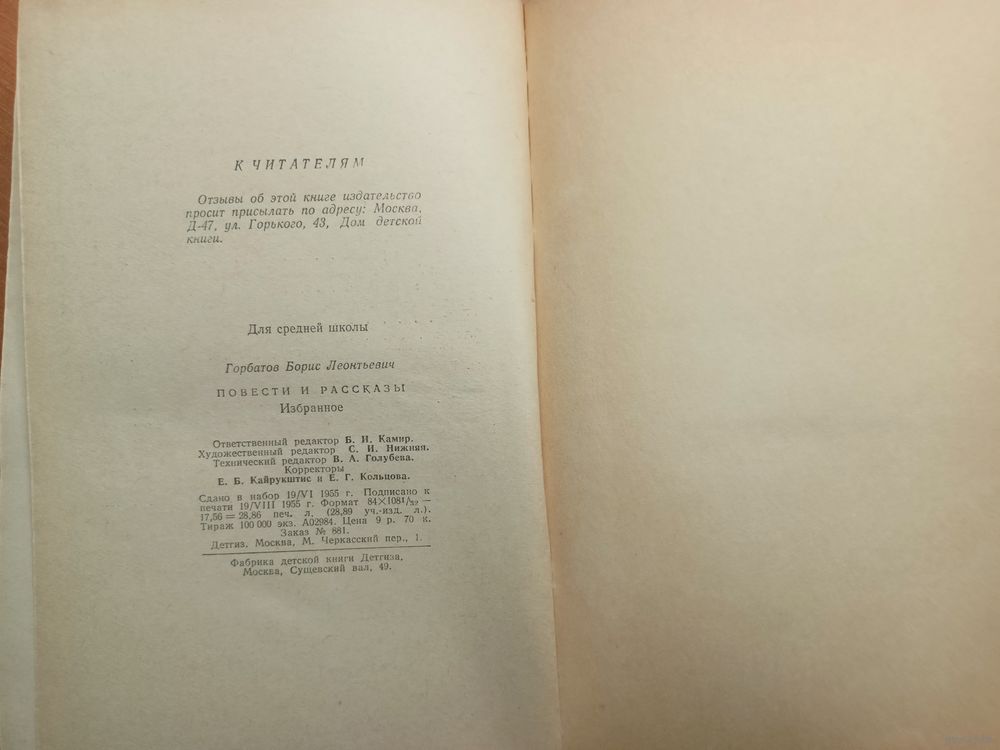 К ЧИТАТЕЛЯМ
Отзывы об этой книге издательство
просит присылать по адресу: Москва,
Д-47, ул. Горького, 43, Дом детской
книги.
Для средней школы
Горбатов Борис Леонтьевич
ПОВЕСТИ И РАССКАЗЫ
Избранное
Ответственный редактор Б. И. Камир.
Художественный редактор С. И. Нижняя.
Технический редактор В. А. Голубева.
Корректоры
Е. Б. Кайрукштис и Е. Г. Кольцова.
Сдано в набор 19/VI 1955 г. Подписано к
печати 19/VIII 1955 г. Формат 84×108¹/₃₂ —
17,56 = 28,86 печ. л. (28,89 уч.-изд. л.).
Тираж 100 000 экз. А02984. Цена 9 р. 70 к.
Заказ № 881.
Детгиз. Москва, М. Черкасский пер., 1.
Фабрика детской книги Детгиза.
Москва, Сущевский вал, 49.